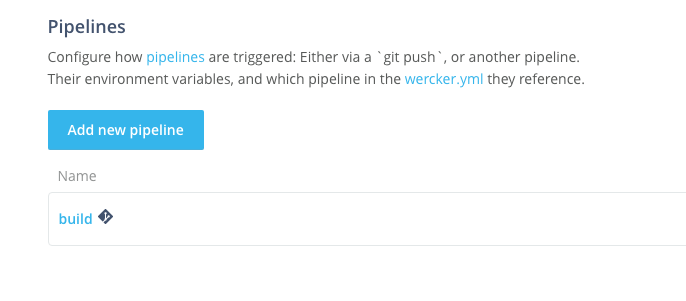 Pipelines
Configure how pipelines are triggered: Either via a `git push`, or another pipeline.
Their environment variables, and which pipeline in the wercker.yml they reference.
Add new pipeline
Name
build